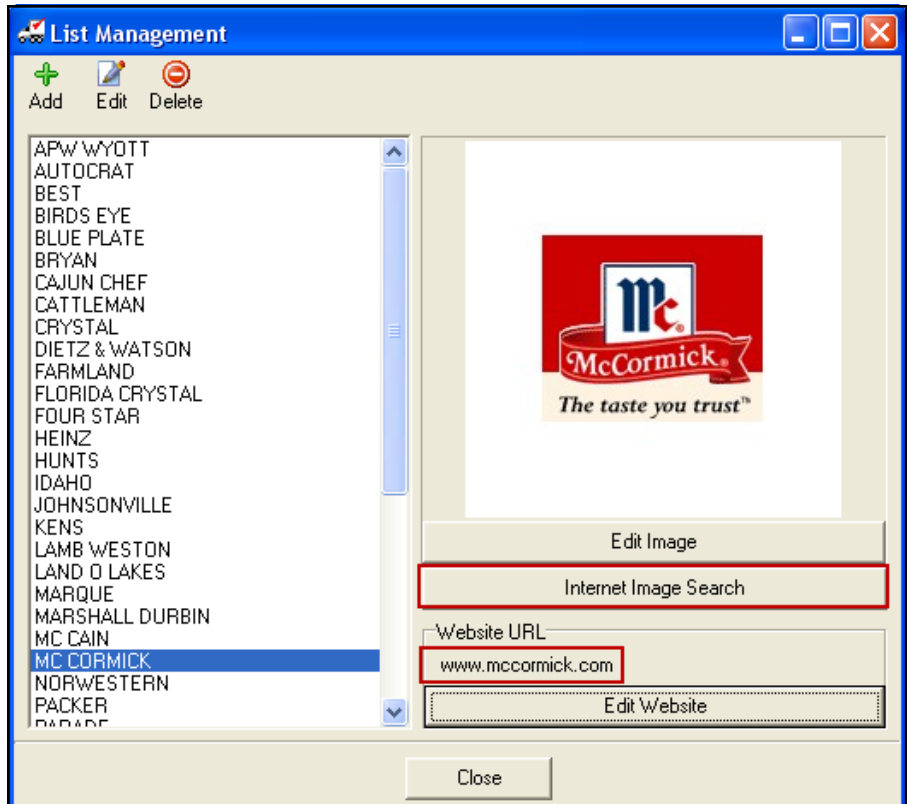 List Management
Add Edit Delete
APW WYOTT
AUTOCRAT
BEST
BIRDS EYE
BLUE PLATE
BRYAN
CAJUN CHEF
CATTLEMAN
CRYSTAL
DIETZ & WATSON
FARMLAND
FLORIDA CRYSTAL
FOUR STAR
HEINZ
HUNTS
IDAHO
JOHNSONVILLE
KENS
LAMB WESTON
LAND O LAKES
MARQUE
MARSHALL DURBIN
MC CAIN
MC CORMICK
NORWESTERN
PACKER
Mc.
McCormick®
The taste you trust™
Edit Image
Internet Image Search
Website URL
www.mccormick.com
Edit Website
Close